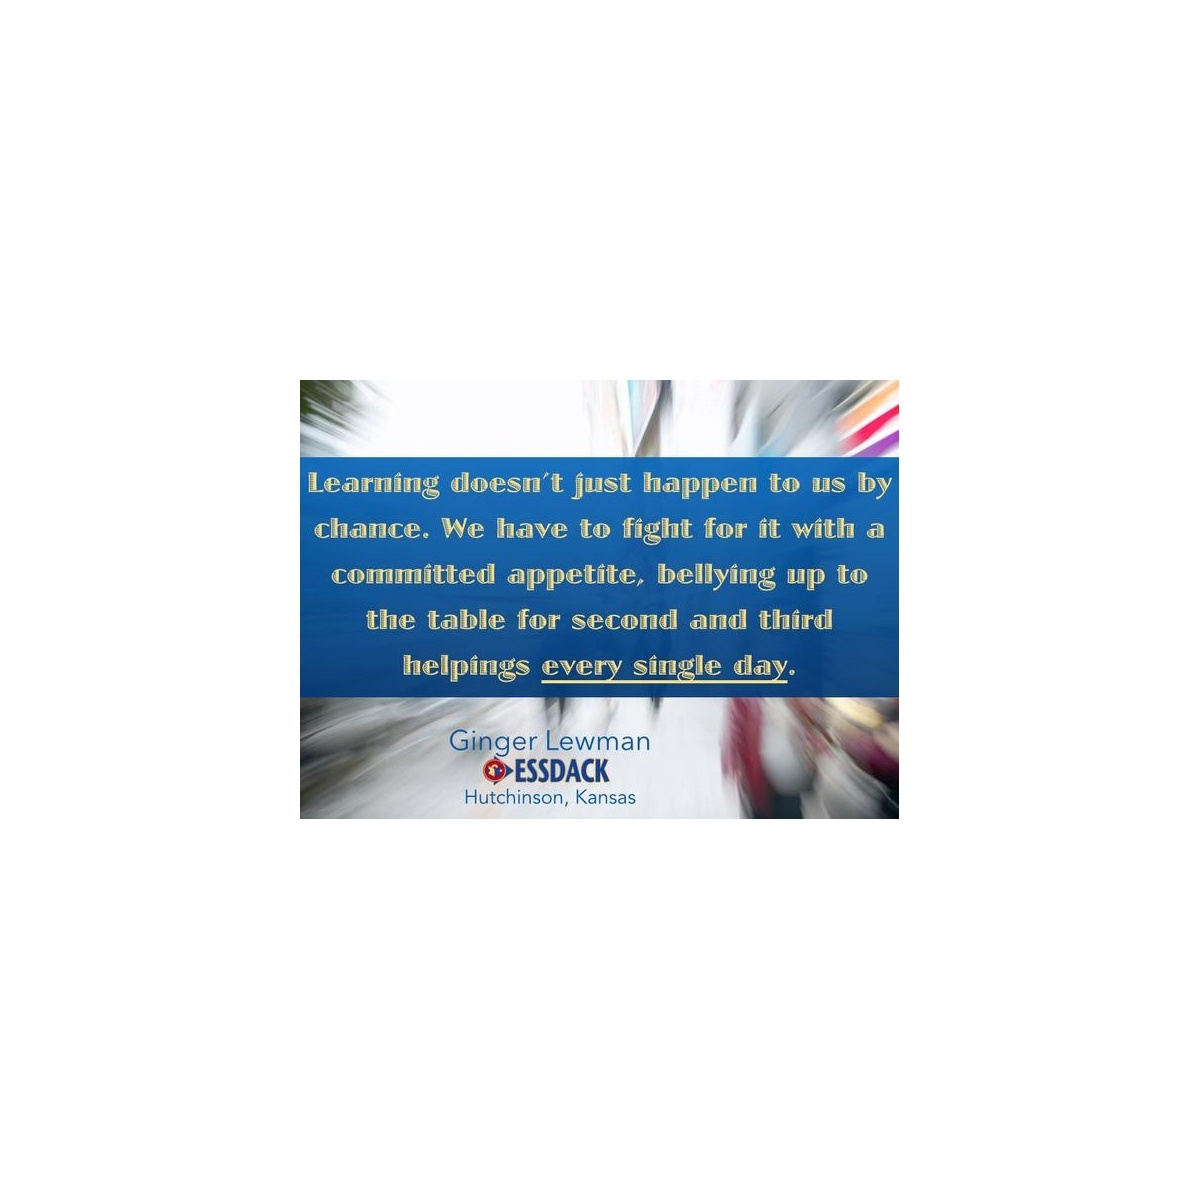 Learning doesn't just happen to us by
chance. We have to fight for it with a
committed appetite, bellying up to
the table for second and third
helpings every single day.
Ginger Lewman
ESSDACK
Hutchinson, Kansas